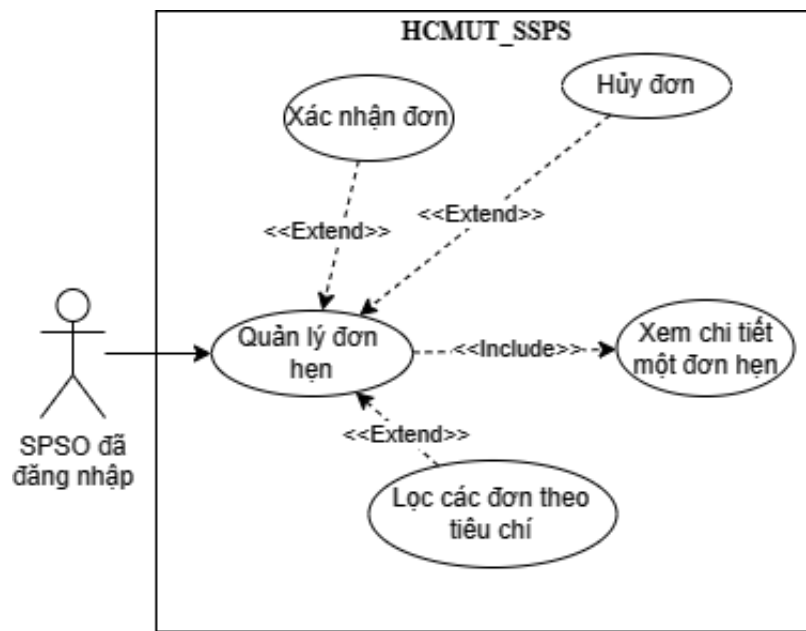 HCMUT_SSPS
Hủy đơn
Xác nhận đơn
<<Extend>>
<<Extend>>
Quản lý đơn
hẹn
<<Include>>
Xem chi tiết
một đơn hẹn
SPSO đã
đăng nhập
<<Extend>>
Lọc các đơn theo
tiêu chí